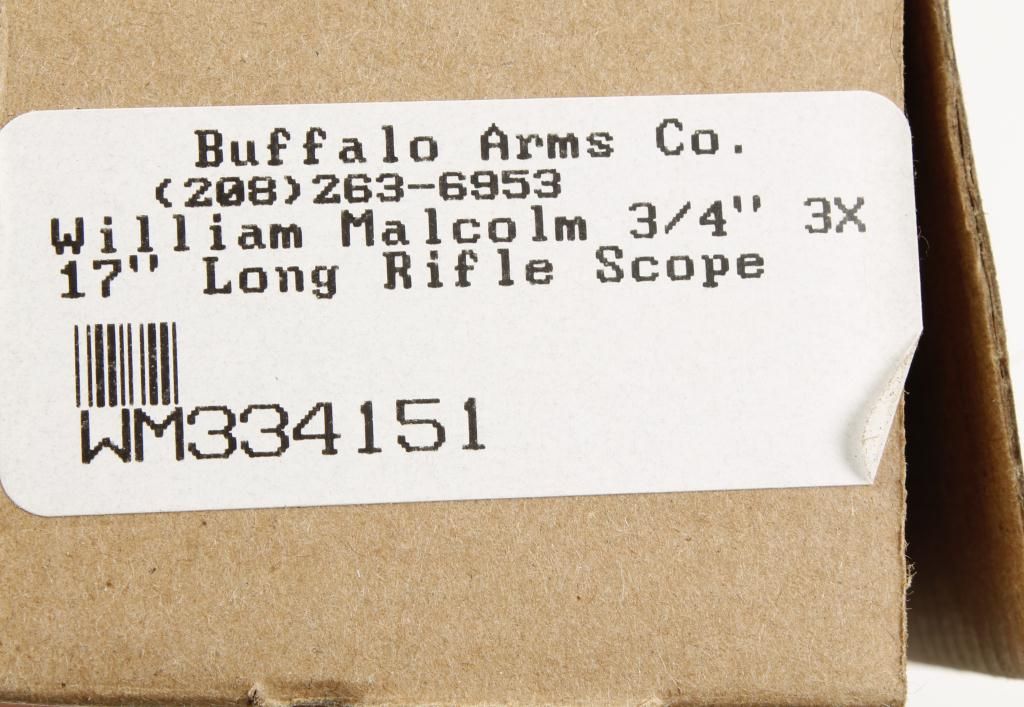 Buffalo Arms Co.
(208)263-6953
William Malcolm 3/4" 3X
17" Long Rifle Scope
WM334151